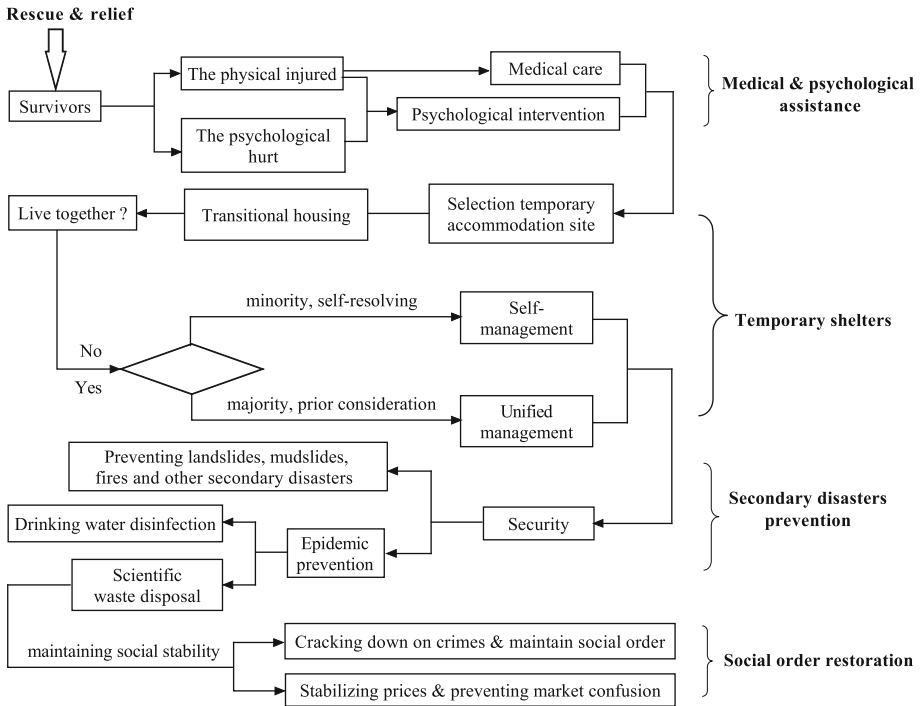 Rescue & relief
Survivors
The physical injured
The psychological
hurt
Medical care
Psychological intervention
Medical & psychological
assistance
Live together ?
Transitional housing
Selection temporary
accommodation site
minority, self-resolving
Self-
management
No
Yes
majority, prior consideration
Unified
management
Temporary shelters
Preventing landslides, mudslides,
fires and other secondary disasters
Drinking water disinfection
Epidemic
prevention
Security
Scientific
waste disposal
Secondary disasters
prevention
maintaining social stability
Cracking down on crimes & maintain social order
Stabilizing prices & preventing market confusion
Social order restoration